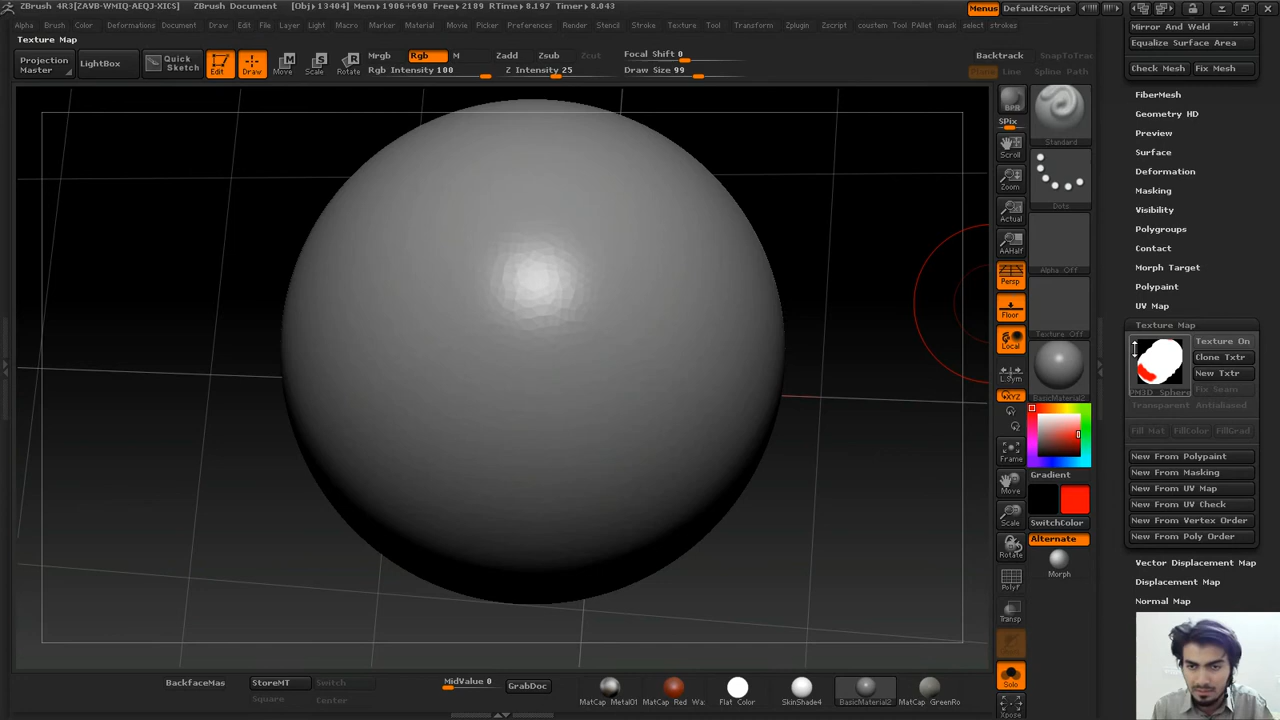 ZBrush 4R3[ZAVB-WMIQ-AEQJ-XICS] ZBrush Document [Obj>13404] Mem>1906+690 Free>2189 RTime>8.197 Timer>8.043 Menus DefaultZScript
Alpha Brush Color Deformations Document Draw Edit File Layer Light Macro Marker Material Movie Picker Preferences Render Stencil Stroke Texture Tool Transform Zplugin Zscript coustem Tool PAllet mask select strokes
Texture Map
Projection Master
LightBox
Quick Sketch
Edit Draw Move Scale Rotate
Mrgb Rgb M Zadd Zsub Zcut
Rgb Intensity 100 Z Intensity 25
Focal Shift 0
Draw Size 99
Backtrack SnapToTrac
Plane Line Spline Path
BPR
SPix
Scroll
Zoom
Actual
AAHalf
Persp
Floor
Local
L.Sym
XYZ
Frame
Move
Scale
Rotate
PolyF
Transp
Solo
Xpose
Standard
Dots
Alpha Off
Texture Off
BasicMaterial2
Gradient
SwitchColor
Alternate
Morph
Mirror And Weld
Equalize Surface Area
Check Mesh Fix Mesh
FiberMesh
Geometry HD
Preview
Surface
Deformation
Masking
Visibility
Polygroups
Contact
Morph Target
Polypaint
UV Map
Texture Map
Texture On
Clone Txtr
New Txtr
PM3D_Sphere Fix Seam
Transparent Antialiased
Fill Mat FillColor FillGrad
New From Polypaint
New From Masking
New From UV Map
New From UV Check
New From Vertex Order
New From Poly Order
Vector Displacement Map
Displacement Map
Normal Map
BackfaceMas StoreMT Switch
Square Center
MidValue 0
GrabDoc
MatCap Metal01 MatCap Red Wa: Flat Color SkinShade4 BasicMaterial2 MatCap GreenRo